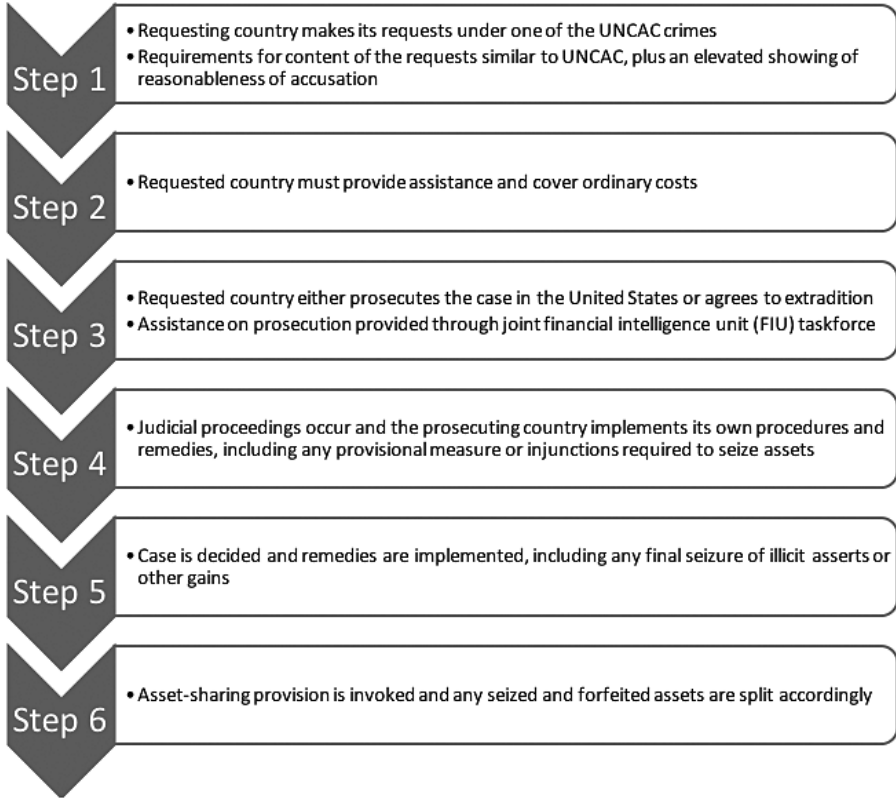 Step 1
• Requesting country makes its requests under one of the UNCAC crimes
• Requirements for content of the requests similar to UNCAC, plus an elevated showing of
reasonableness of accusation
Step 2
• Requested country must provide assistance and cover ordinary costs
Step 3
• Requested country either prosecutes the case in the United States or agrees to extradition
• Assistance on prosecution provided through joint financial intelligence unit (FIU) taskforce
Step 4
• Judicial proceedings occur and the prosecuting country implements its own procedures and
remedies, including any provisional measure or injunctions required to seize assets
Step 5
• Case is decided and remedies are implemented, including any final seizure of illicit asserts or
other gains
Step 6
• Asset-sharing provision is invoked and any seized and forfeited assets are split accordingly